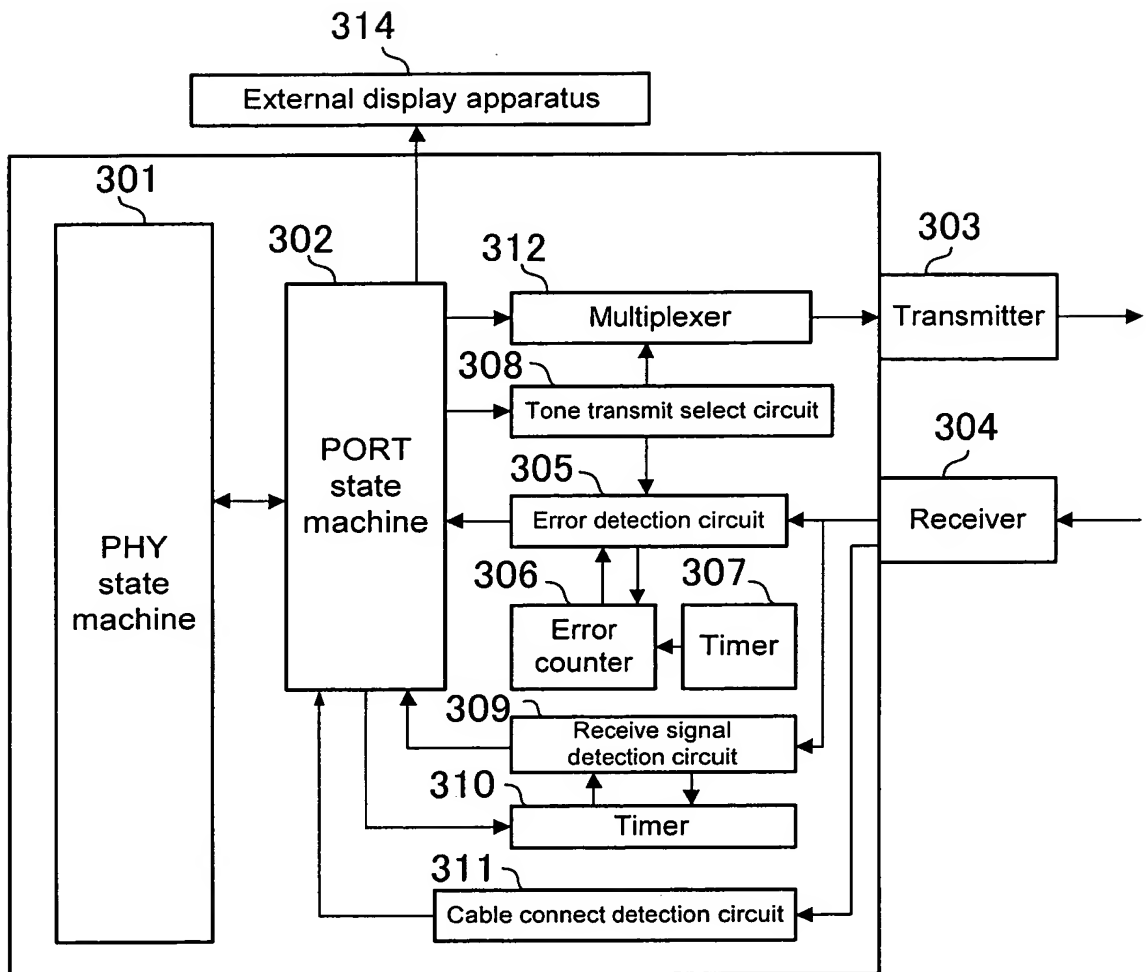 314
External display apparatus
301
302
312
303
Multiplexer
Transmitter
308
Tone transmit select circuit
304
PORT
state
machine
305
Error detection circuit
Receiver
PHY
state
machine
306
307
Error
counter
Timer
309
Receive signal
detection circuit
310
Timer
311
Cable connect detection circuit